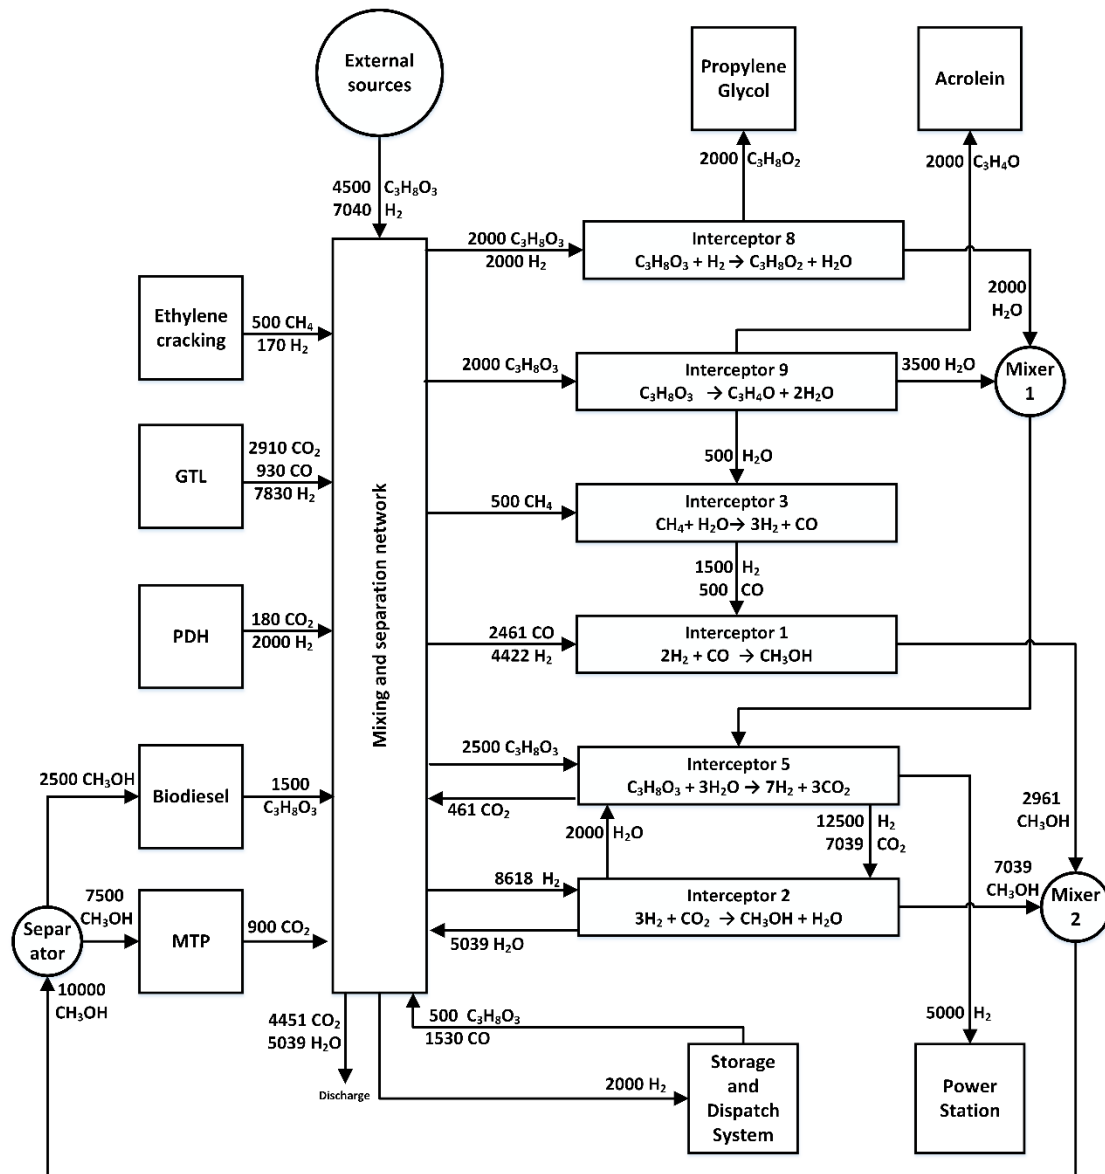 External
sources
Propylene
Glycol
Acrolein
4500 C₃H₈O₃
7040 H₂
2000 C₃H₈O₂
2000 C₃H₄O
2000 C₃H₈O₃
2000 H₂
Interceptor 8
C₃H₈O₃ + H₂ → C₃H₈O₂ + H₂O
2000
H₂O
Ethylene
cracking
500 CH₄
170 H₂
2000 C₃H₈O₃
Interceptor 9
C₃H₈O₃ → C₃H₄O + 2H₂O
3500 H₂O
Mixer
1
500 H₂O
GTL
2910 CO₂
930 CO
7830 H₂
Mixing and separation network
500 CH₄
Interceptor 3
CH₄+ H₂O→ 3H₂ + CO
1500 H₂
500 CO
PDH
180 CO₂
2000 H₂
2461 CO
4422 H₂
Interceptor 1
2H₂ + CO → CH₃OH
2500 CH₃OH
Biodiesel
1500
C₃H₈O₃
2500 C₃H₈O₃
461 CO₂
Interceptor 5
C₃H₈O₃ + 3H₂O → 7H₂ + 3CO₂
2000 H₂O
12500 H₂
7039 CO₂
2961
CH₃OH
7500
CH₃OH
Separ
ator
MTP
900 CO₂
8618 H₂
5039 H₂O
Interceptor 2
3H₂ + CO₂ → CH₃OH + H₂O
7039
CH₃OH
Mixer
2
10000
CH₃OH
4451 CO₂
5039 H₂O
Discharge
500 C₃H₈O₃
1530 CO
2000 H₂
Storage
and
Dispatch
System
5000 H₂
Power
Station